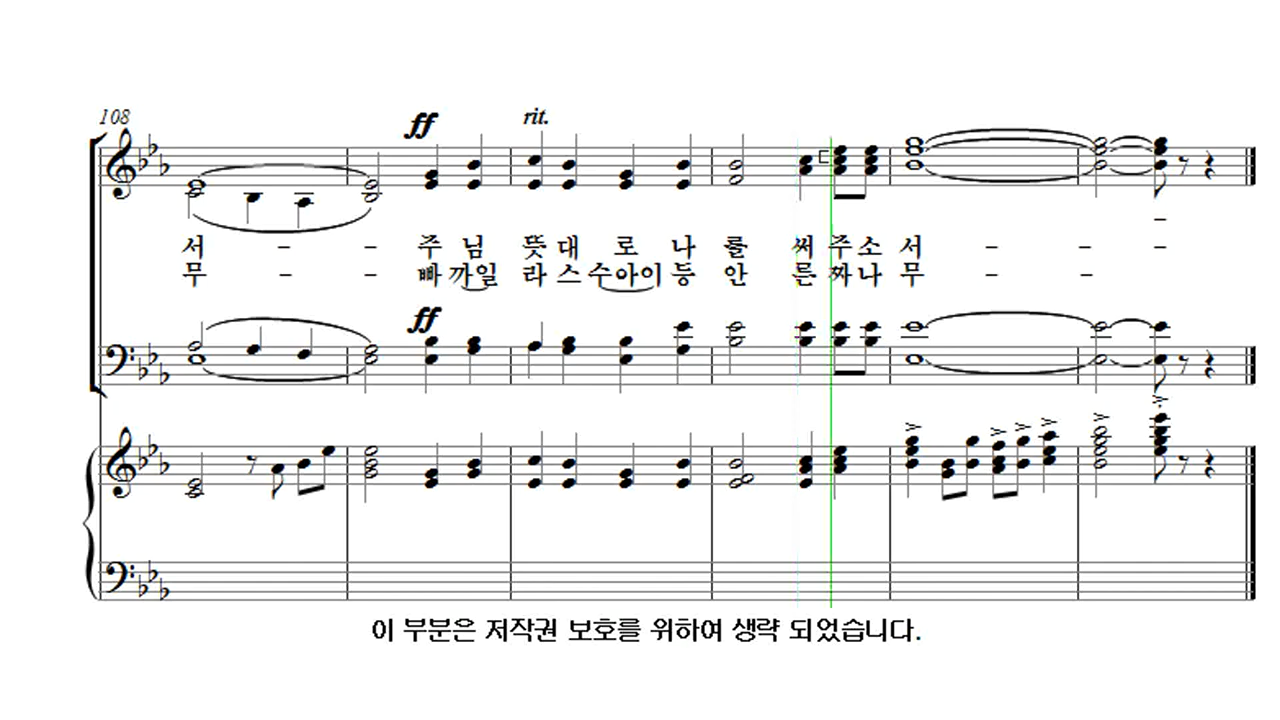 108
ff
rit.
서 - - 주 님 뜻 대 로 나 를 써 주 소 서 - - -
무 - - 빠 까 일 라 스 수 아 이 등 안 른 짜 나 무 - -
ff
이 부분은 저작권 보호를 위하여 생략 되었습니다.